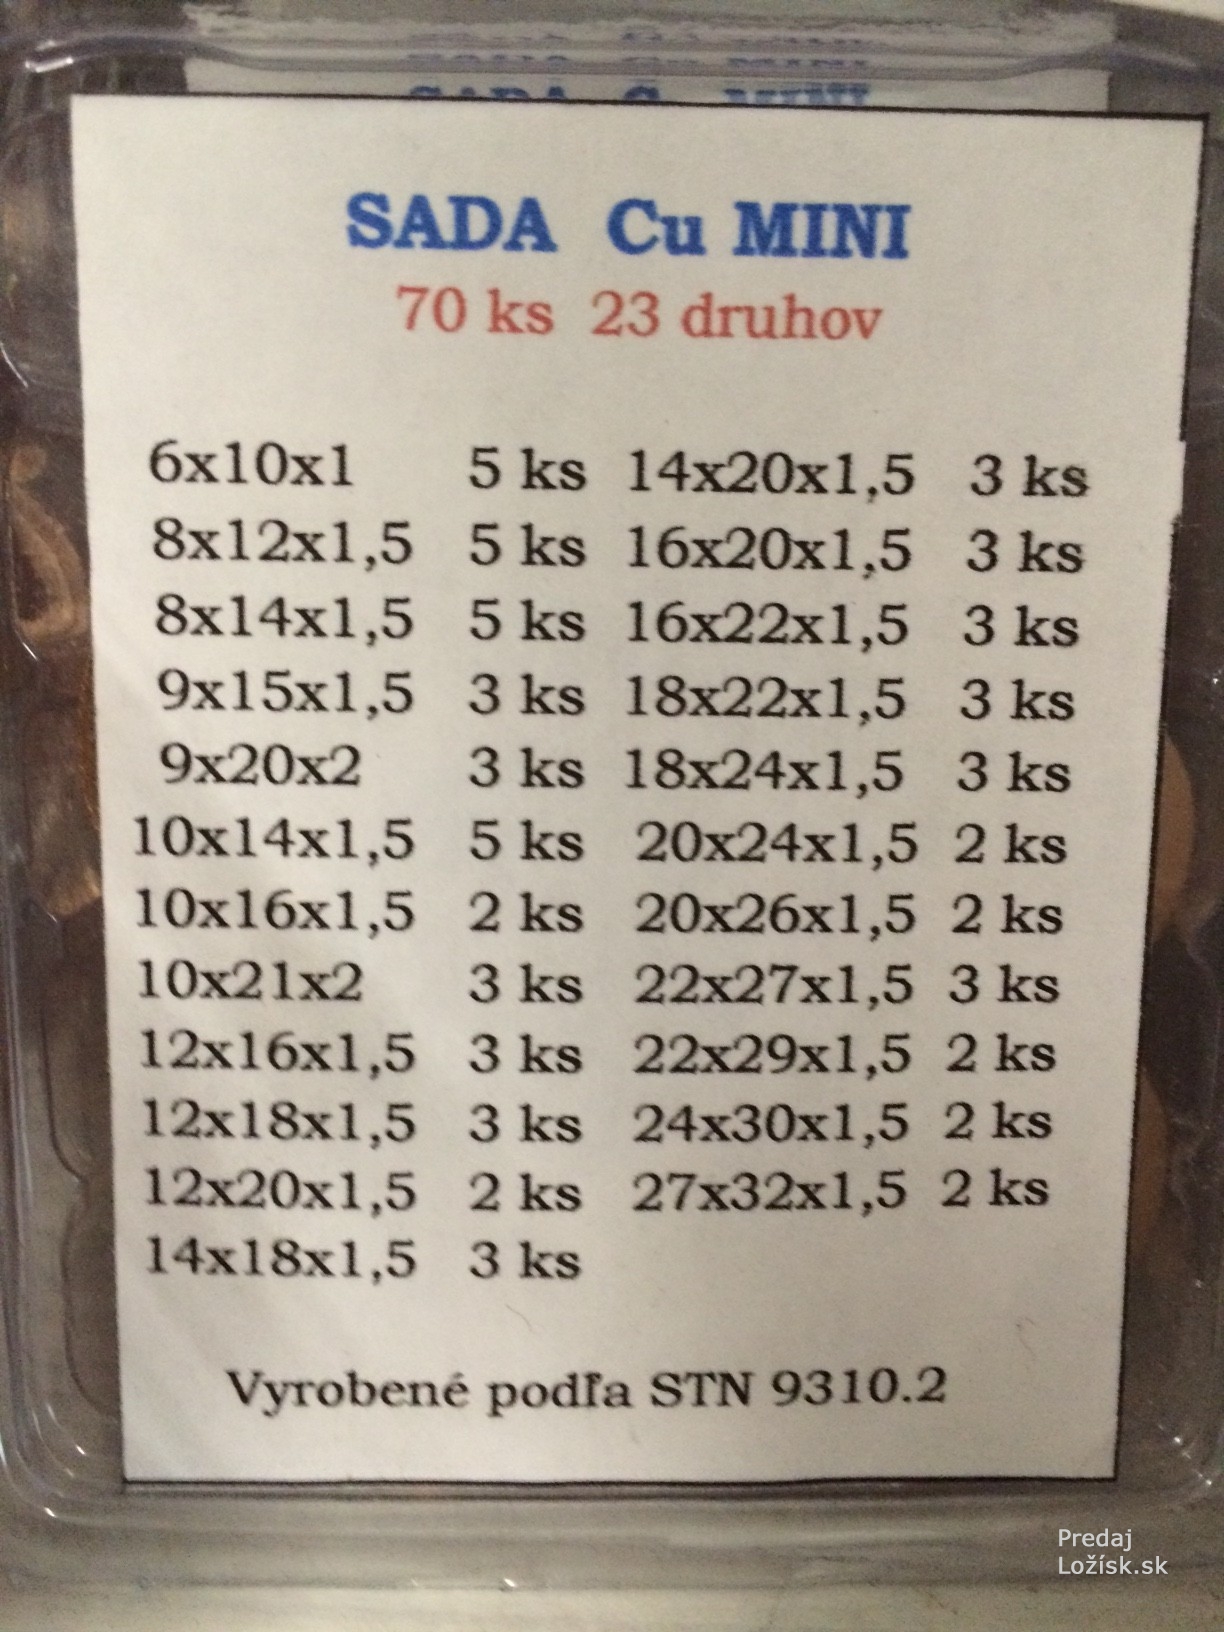 SADA Cu MINI
70 ks 23 druhov
6x10x1 5 ks 14x20x1,5 3 ks
8x12x1,5 5 ks 16x20x1,5 3 ks
8x14x1,5 5 ks 16x22x1,5 3 ks
9x15x1,5 3 ks 18x22x1,5 3 ks
9x20x2 3 ks 18x24x1,5 3 ks
10x14x1,5 5 ks 20x24x1,5 2 ks
10x16x1,5 2 ks 20x26x1,5 2 ks
10x21x2 3 ks 22x27x1,5 3 ks
12x16x1,5 3 ks 22x29x1,5 2 ks
12x18x1,5 3 ks 24x30x1,5 2 ks
12x20x1,5 2 ks 27x32x1,5 2 ks
14x18x1,5 3 ks
Vyrobené podľa STN 9310.2
Predaj
Ložísk.sk